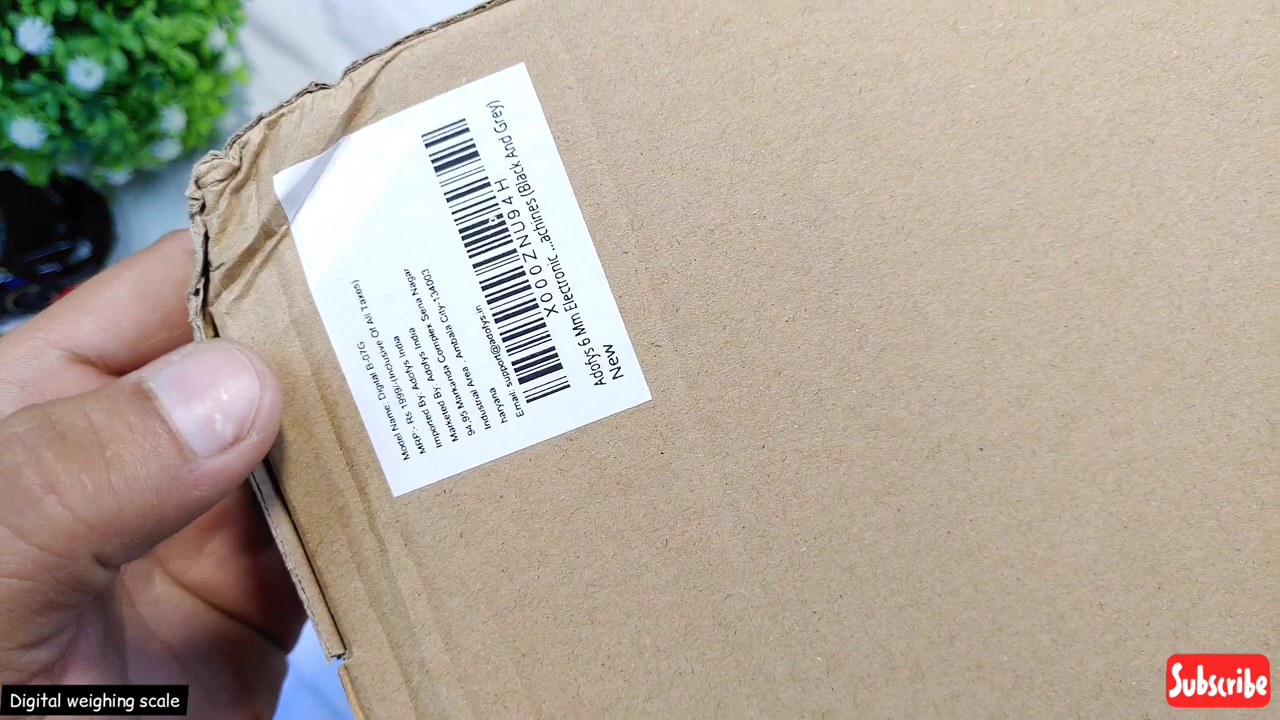 X000ZNU94H
Adofys 6 Mm Electronic ...achines (Black And Grey)
New
Model Name: Digital B-07G
MRP:- Rs 1999/-(Inclusive Of All Taxes)
Imported By: Adofys India
Marketed By: Adofys India
94,95 Markanda Complex Sena Nagar
Industrial Area , Ambala City-134003
haryana
Email: support@adofys.in
Digital weighing scale
Subscribe